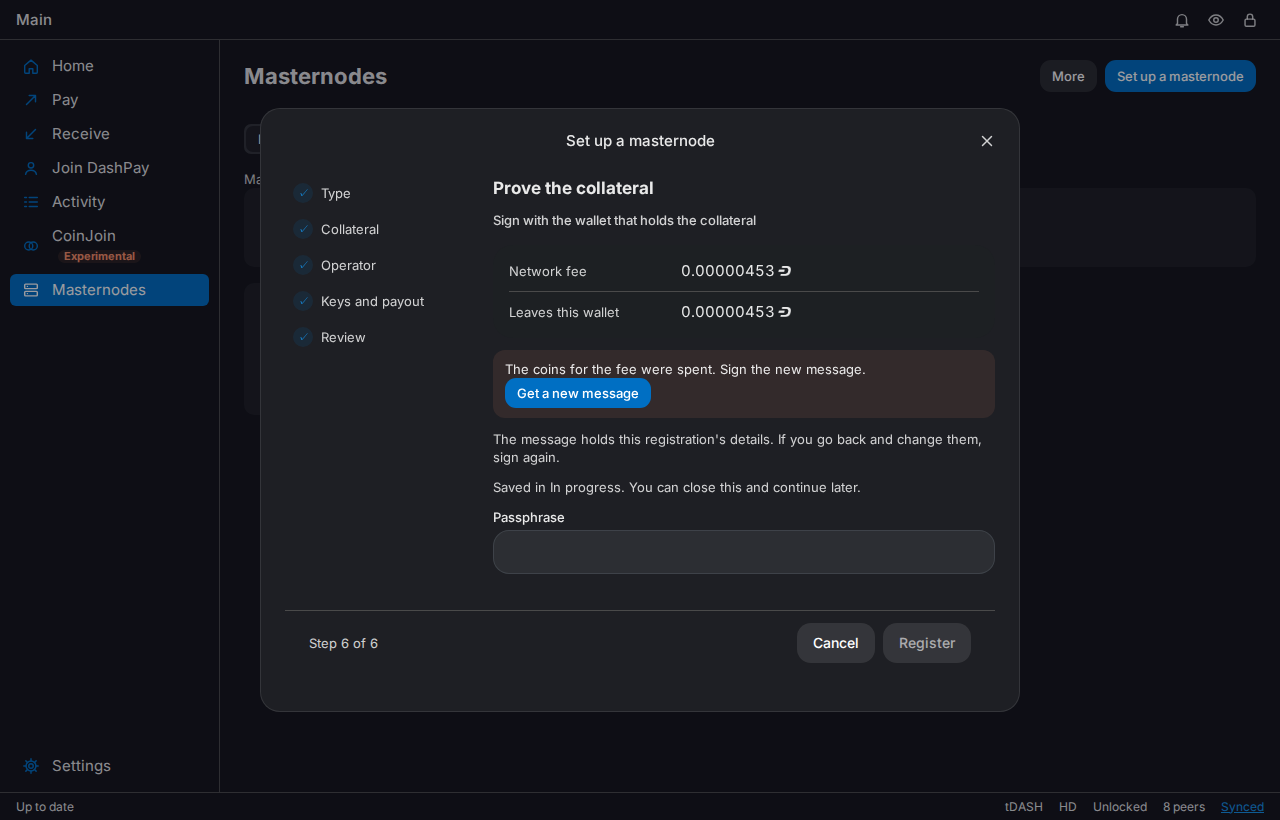 Main
Home
Pay
Receive
Join DashPay
Activity
CoinJoin
Experimental
Masternodes
Settings
Masternodes
More
Set up a masternode
Set up a masternode
Type
Collateral
Operator
Keys and payout
Review
Prove the collateral
Sign with the wallet that holds the collateral
Network fee 0.00000453
Leaves this wallet 0.00000453
The coins for the fee were spent. Sign the new message.
Get a new message
The message holds this registration's details. If you go back and change them,
sign again.
Saved in In progress. You can close this and continue later.
Passphrase
Step 6 of 6
Cancel
Register
Up to date
tDASH
HD
Unlocked
8 peers
Synced